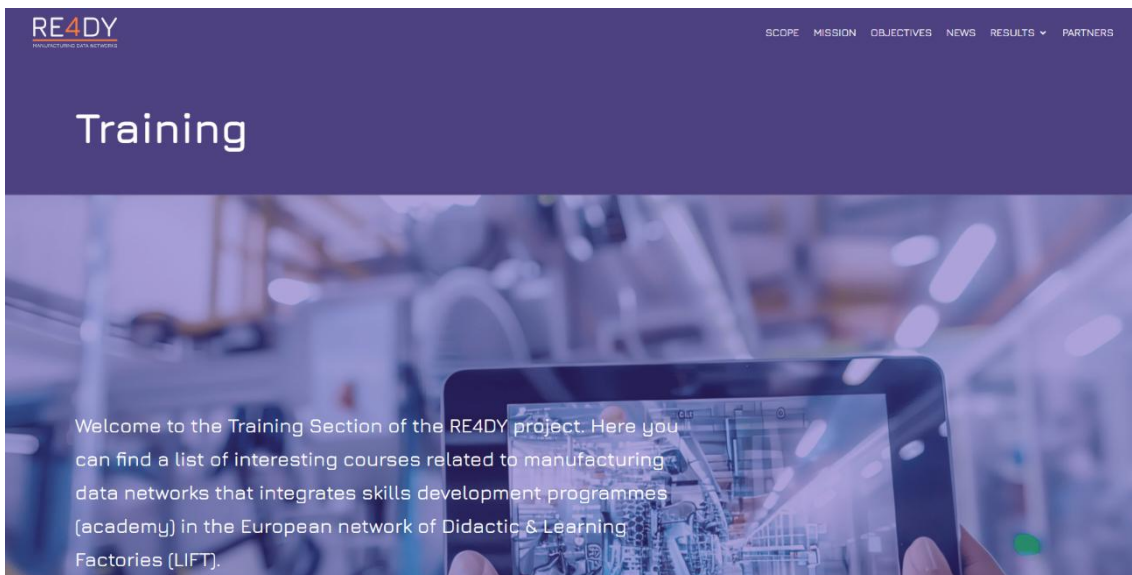 RE4DY
MANUFACTURING DATA NETWORKS
SCOPE MISSION OBJECTIVES NEWS RESULTS PARTNERS
Training
Welcome to the Training Section of the RE4DY project. Here you
can find a list of interesting courses related to manufacturing
data networks that integrates skills development programmes
(academy) in the European network of Didactic & Learning
Factories (LIFT).